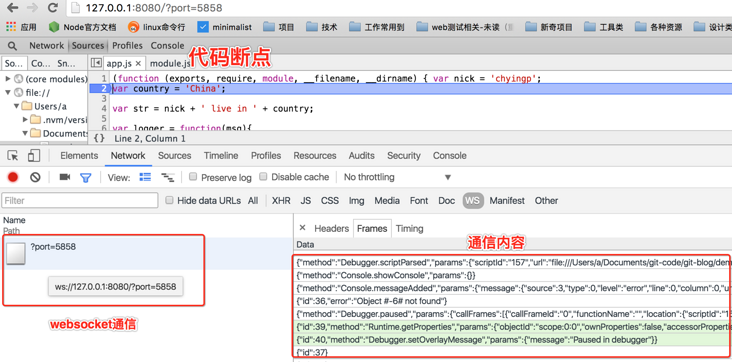 127.0.0.1:8080/?port=5858
应用 Node官方文档 linux命令行 minimalist 项目 技术 工作常用到 web测试相关-未读 新奇项目 工具类 各种资源 设计
Network Sources Profiles Console
代码断点
So... Co... Sn... app.js × module.js
(core modules) 1 (function (exports, require, module, __filename, __dirname) { var nick = 'chyingp';
file:// 2 var country = 'China';
Users/a 3
.nvm/versi 4 var str = nick + ' live in ' + country;
Documents 5
6 var logger = function(msg){
{} Line 2, Column 1
Elements Network Sources Timeline Profiles Resources Audits Security Console
View: Preserve log Disable cache No throttling
Filter Hide data URLs All XHR JS CSS Img Media Font Doc WS Manifest Other
Name
Path
× Headers Frames Timing
Data
通信内容
?port=5858
ws://127.0.0.1:8080/?port=5858
websocket通信
{"method":"Debugger.scriptParsed","params":{"scriptId":"157","url":"file:///Users/a/Documents/git-code/git-blog/dem
{"method":"Console.showConsole","params":{}}
{"method":"Console.messageAdded","params":{"message":{"source":3,"type":0,"level":"error","line":0,"column":0,"u
{"id":36,"error":"Object #-6# not found"}
{"method":"Debugger.paused","params":{"callFrames":[{"callFrameId":"0","functionName":"","location":{"scriptId":"1
{"id":39,"method":"Runtime.getProperties","params":{"objectId":"scope:0:0","ownProperties":false,"accessorProperti
{"id":40,"method":"Debugger.setOverlayMessage","params":{"message":"Paused in debugger"}}
{"id":37}